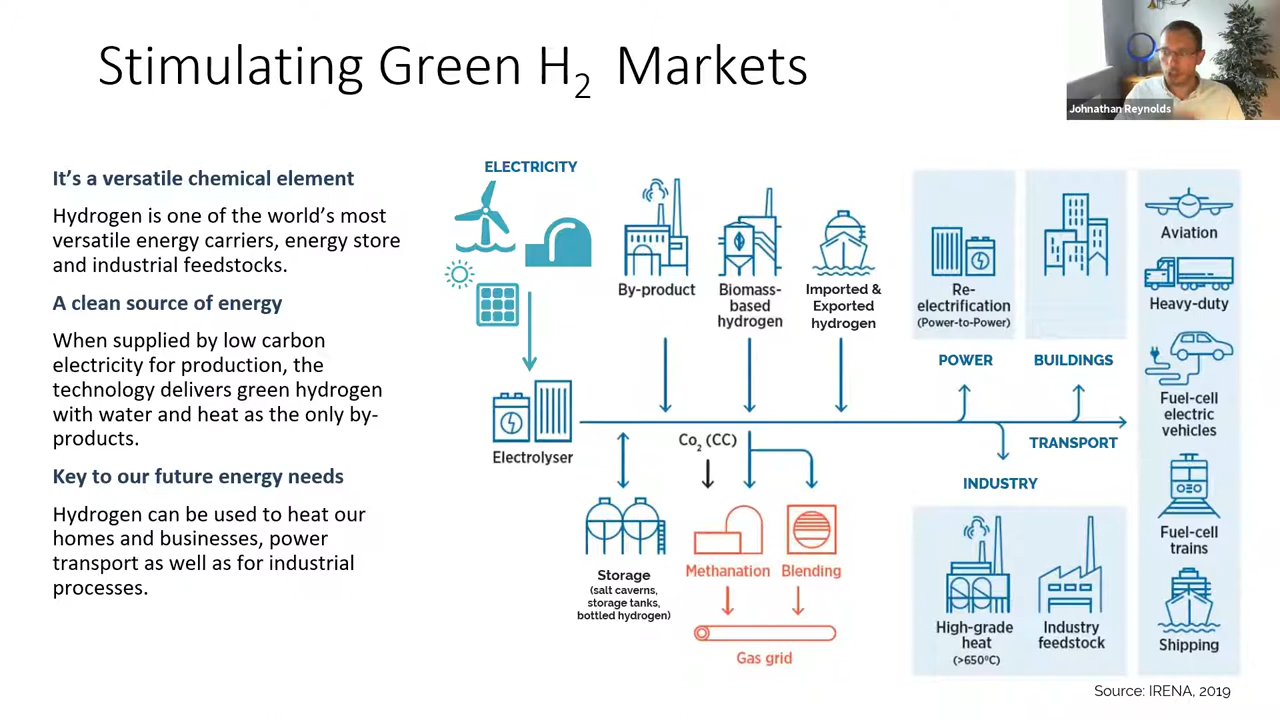 Stimulating Green H₂ Markets
Johnathan Reynolds
It's a versatile chemical element
Hydrogen is one of the world's most
versatile energy carriers, energy store
and industrial feedstocks.
A clean source of energy
When supplied by low carbon
electricity for production, the
technology delivers green hydrogen
with water and heat as the only by-
products.
Key to our future energy needs
Hydrogen can be used to heat our
homes and businesses, power
transport as well as for industrial
processes.
ELECTRICITY
Electrolyser
By-product
Biomass-
based
hydrogen
Imported &
Exported
hydrogen
Co₂ (CC)
Storage
(salt caverns,
storage tanks,
bottled hydrogen)
Methanation
Blending
Gas grid
Re-
electrification
(Power-to-Power)
POWER
BUILDINGS
TRANSPORT
INDUSTRY
High-grade
heat
(>650ºC)
Industry
feedstock
Aviation
Heavy-duty
Fuel-cell
electric
vehicles
Fuel-cell
trains
Shipping
Source: IRENA, 2019